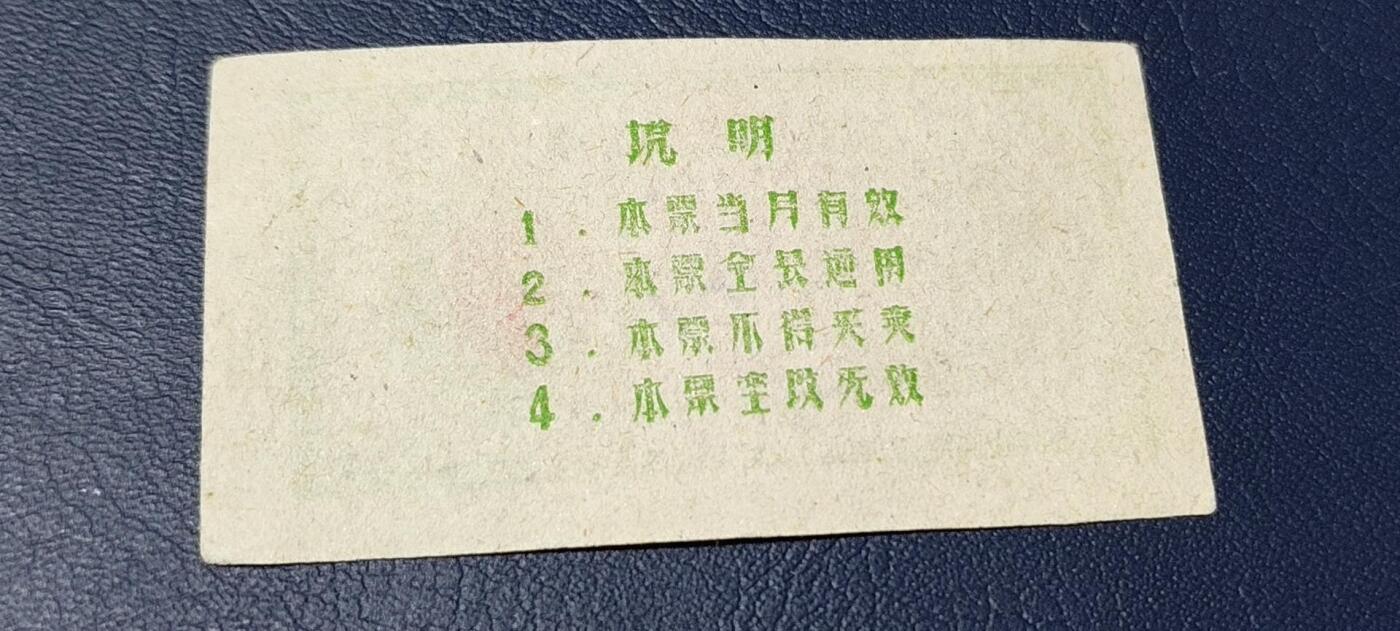 说明
1．本票当月有效
2．本票全县通用
3．本票不得买卖
4．本票涂改无效